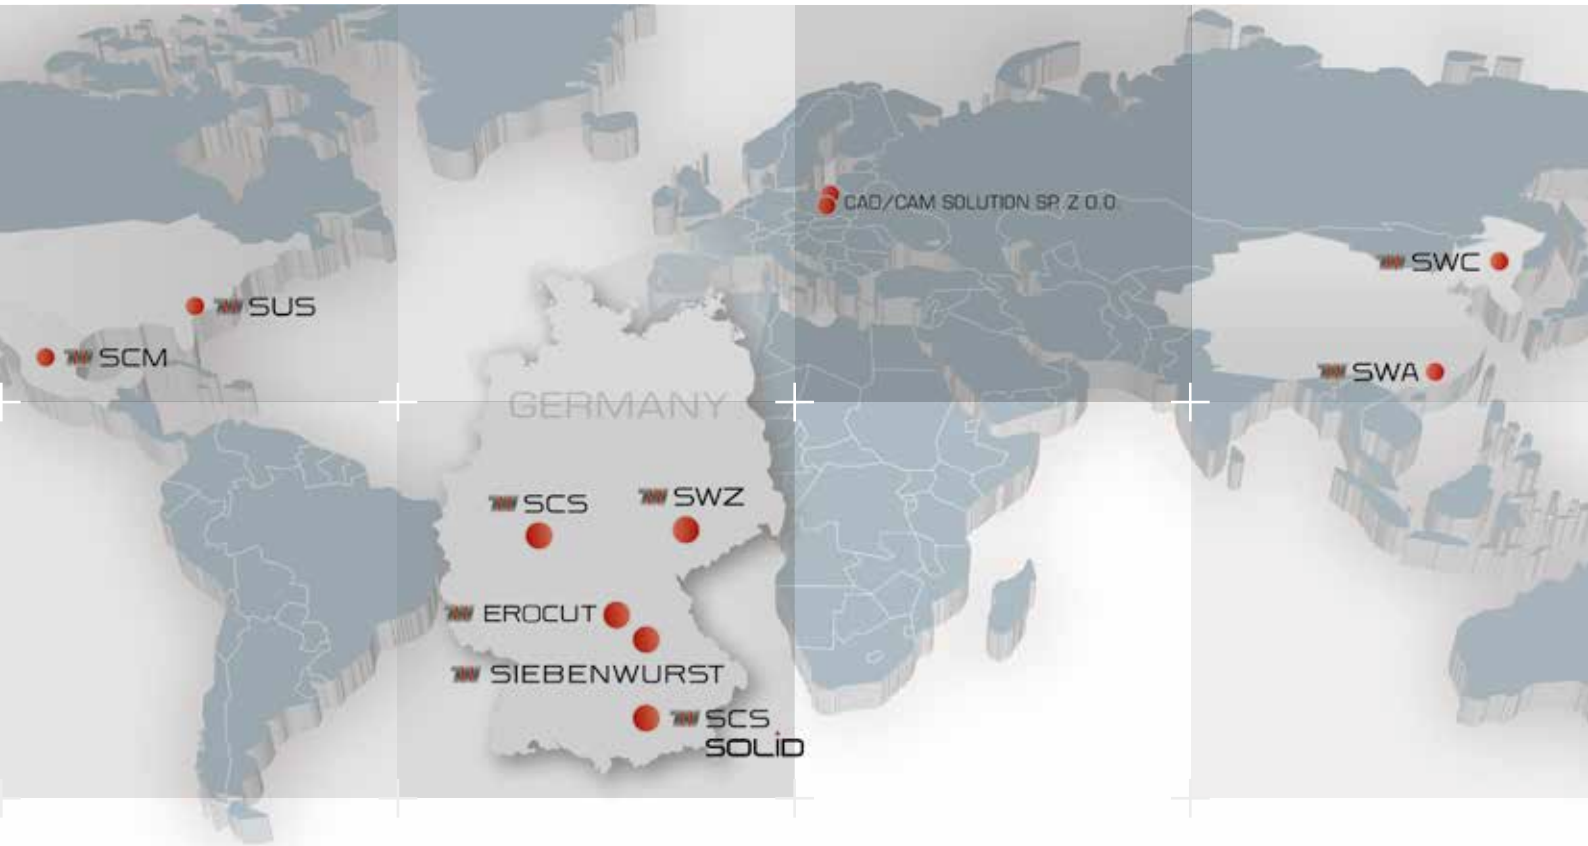 CAD/CAM SOLUTION SP. Z O.O.
SWC
SUS
SCM
SWA
GERMANY
SCS
SWZ
EROCUT
SIEBENWURST
SCS
SOLID